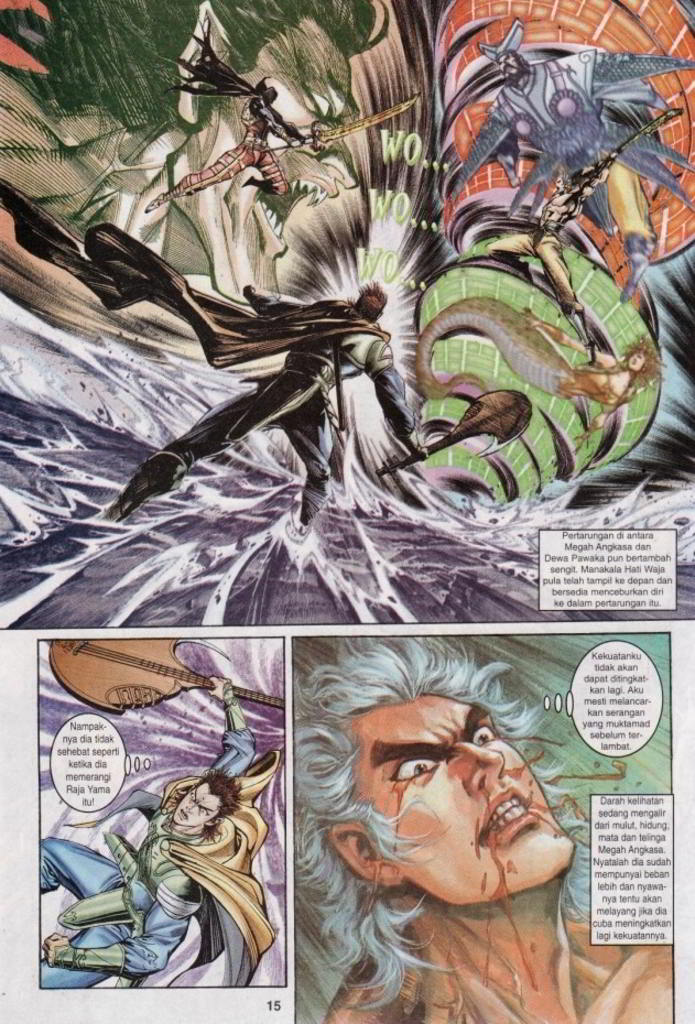 WO...
WO...
WO...
Pertarungan di antara
Megah Angkasa dan
Dewa Pawaka pun bertambah
sengit. Manakala Hati Waja
pula telah tampil ke depan dan
bersedia menceburkan diri
ke dalam pertarungan itu.
Nampak-
nya dia tidak
sehebat seperti
ketika dia
memerangi
Raja Yama
itu!
Kekuatanku
tidak akan
dapat ditingkat-
kan lagi. Aku
mesti melancar-
kan serangan
yang muktamad
sebelum ter-
lambat.
Darah kelihatan
sedang mengalir
dari mulut, hidung,
mata dan telinga
Megah Angkasa.
Nyatalah dia sudah
mempunyai beban
lebih dan nyawa-
nya tentu akan
melayang jika dia
cuba meningkatkan
lagi kekuatannya.
15